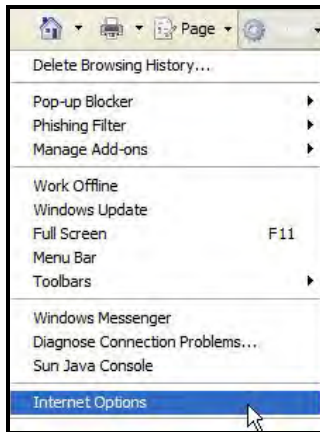 Page
Delete Browsing History...
Pop-up Blocker
Phishing Filter
Manage Add-ons
Work Offline
Windows Update
Full Screen F11
Menu Bar
Toolbars
Windows Messenger
Diagnose Connection Problems...
Sun Java Console
Internet Options